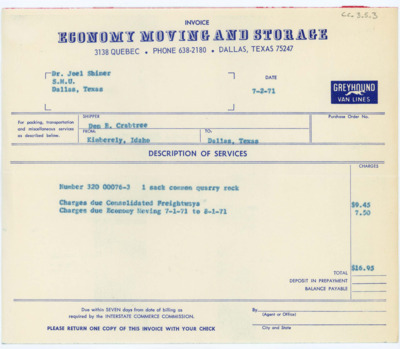 INVOICE
cc. 3.5.3
ECONOMY MOVING AND STORAGE
3138 QUEBEC • PHONE 638-2180 • DALLAS, TEXAS 75247
Dr. Joel Shiner
S.M.U.
Dallas, Texas
DATE
7-2-71
GREYHOUND
VAN LINES
For packing, transportation
and miscellaneous services
as described below.
SHIPPER
Don E. Crabtree
Purchase Order No.
FROM
Kimberely, Idaho
TO:
Dallas, Texas
DESCRIPTION OF SERVICES
CHARGES
Number 320 00076-3 1 sack common quarry rock
Charges due Consolidated Freightways $9.45
Charges due Economy Moving 7-1-71 to 8-1-71 7.50
TOTAL $16.95
DEPOSIT IN PREPAYMENT
BALANCE PAYABLE
Due within SEVEN days from date of billing as
required by the INTERSTATE COMMERCE COMMISSION.
By
(Agent or Office)
PLEASE RETURN ONE COPY OF THIS INVOICE WITH YOUR CHECK
City and State